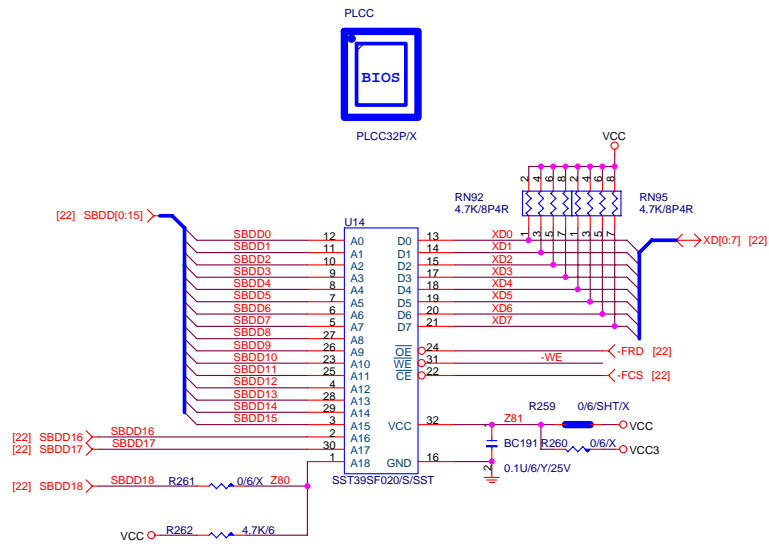 PLCC
BIOS
PLCC32P/X
VCC
2 4 6 8 2 4 6 8
RN92
4.7K/8P4R
RN95
4.7K/8P4R
1 3 5 7 1 3 5 7
[22] SBDD[0:15]
XD[0:7] [22]
U14
SBDD0 12 A0 D0 13 XD0
SBDD1 11 A1 D1 14 XD1
SBDD2 10 A2 D2 15 XD2
SBDD3 9 A3 D3 17 XD3
SBDD4 8 A4 D4 18 XD4
SBDD5 7 A5 D5 19 XD5
SBDD6 6 A6 D6 20 XD6
SBDD7 5 A7 D7 21 XD7
SBDD8 27 A8
SBDD9 26 A9 OE 24 -FRD [22]
SBDD10 23 A10 WE 31 -WE
SBDD11 25 A11 CE 22 -FCS [22]
SBDD12 4 A12
SBDD13 28 A13
SBDD14 29 A14
SBDD15 3 A15 VCC 32 Z81 R259 0/6/SHT/X VCC
[22] SBDD16 SBDD16 2 A16
[22] SBDD17 SBDD17 30 A17
1 BC191 R260 0/6/X VCC3
1 A18 GND 16
2 0.1U/6/Y/25V
SST39SF020/S/SST
[22] SBDD18 SBDD18 R261 0/6/X Z80
VCC R262 4.7K/6